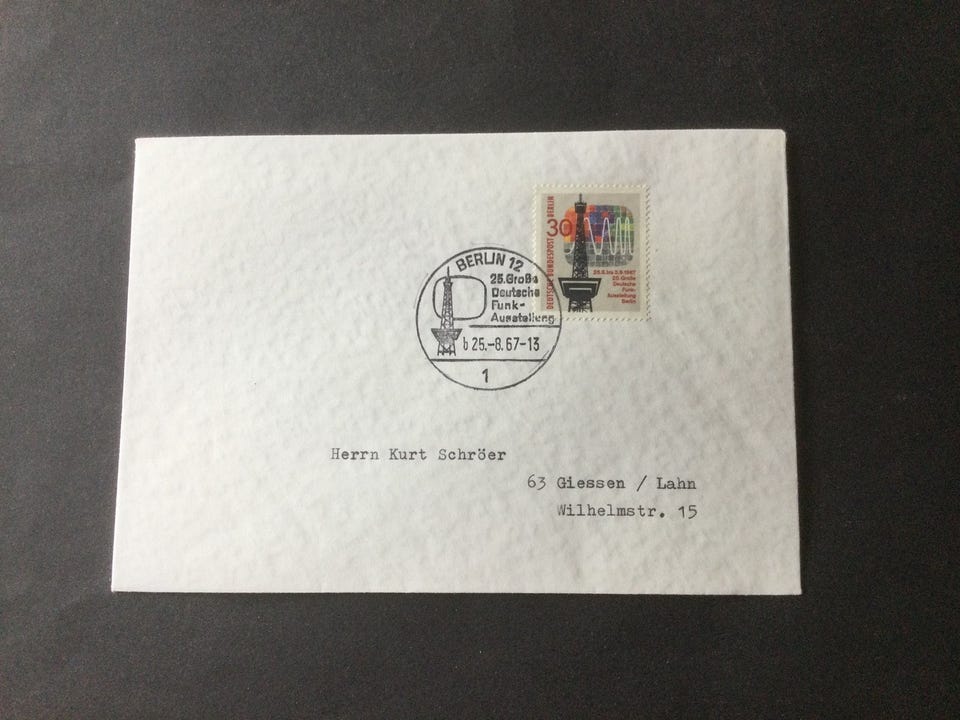 DEUTSCHE BUNDESPOST BERLIN
30
25.8. bis 3.9.1967
25. Große
Deutsche
Funk-
Ausstellung
Berlin
BERLIN 12
25.Große
Deutsche
Funk-
Ausstellung
b 25.-8.67-13
1
Herrn Kurt Schröer
63 Giessen / Lahn
Wilhelmstr. 15